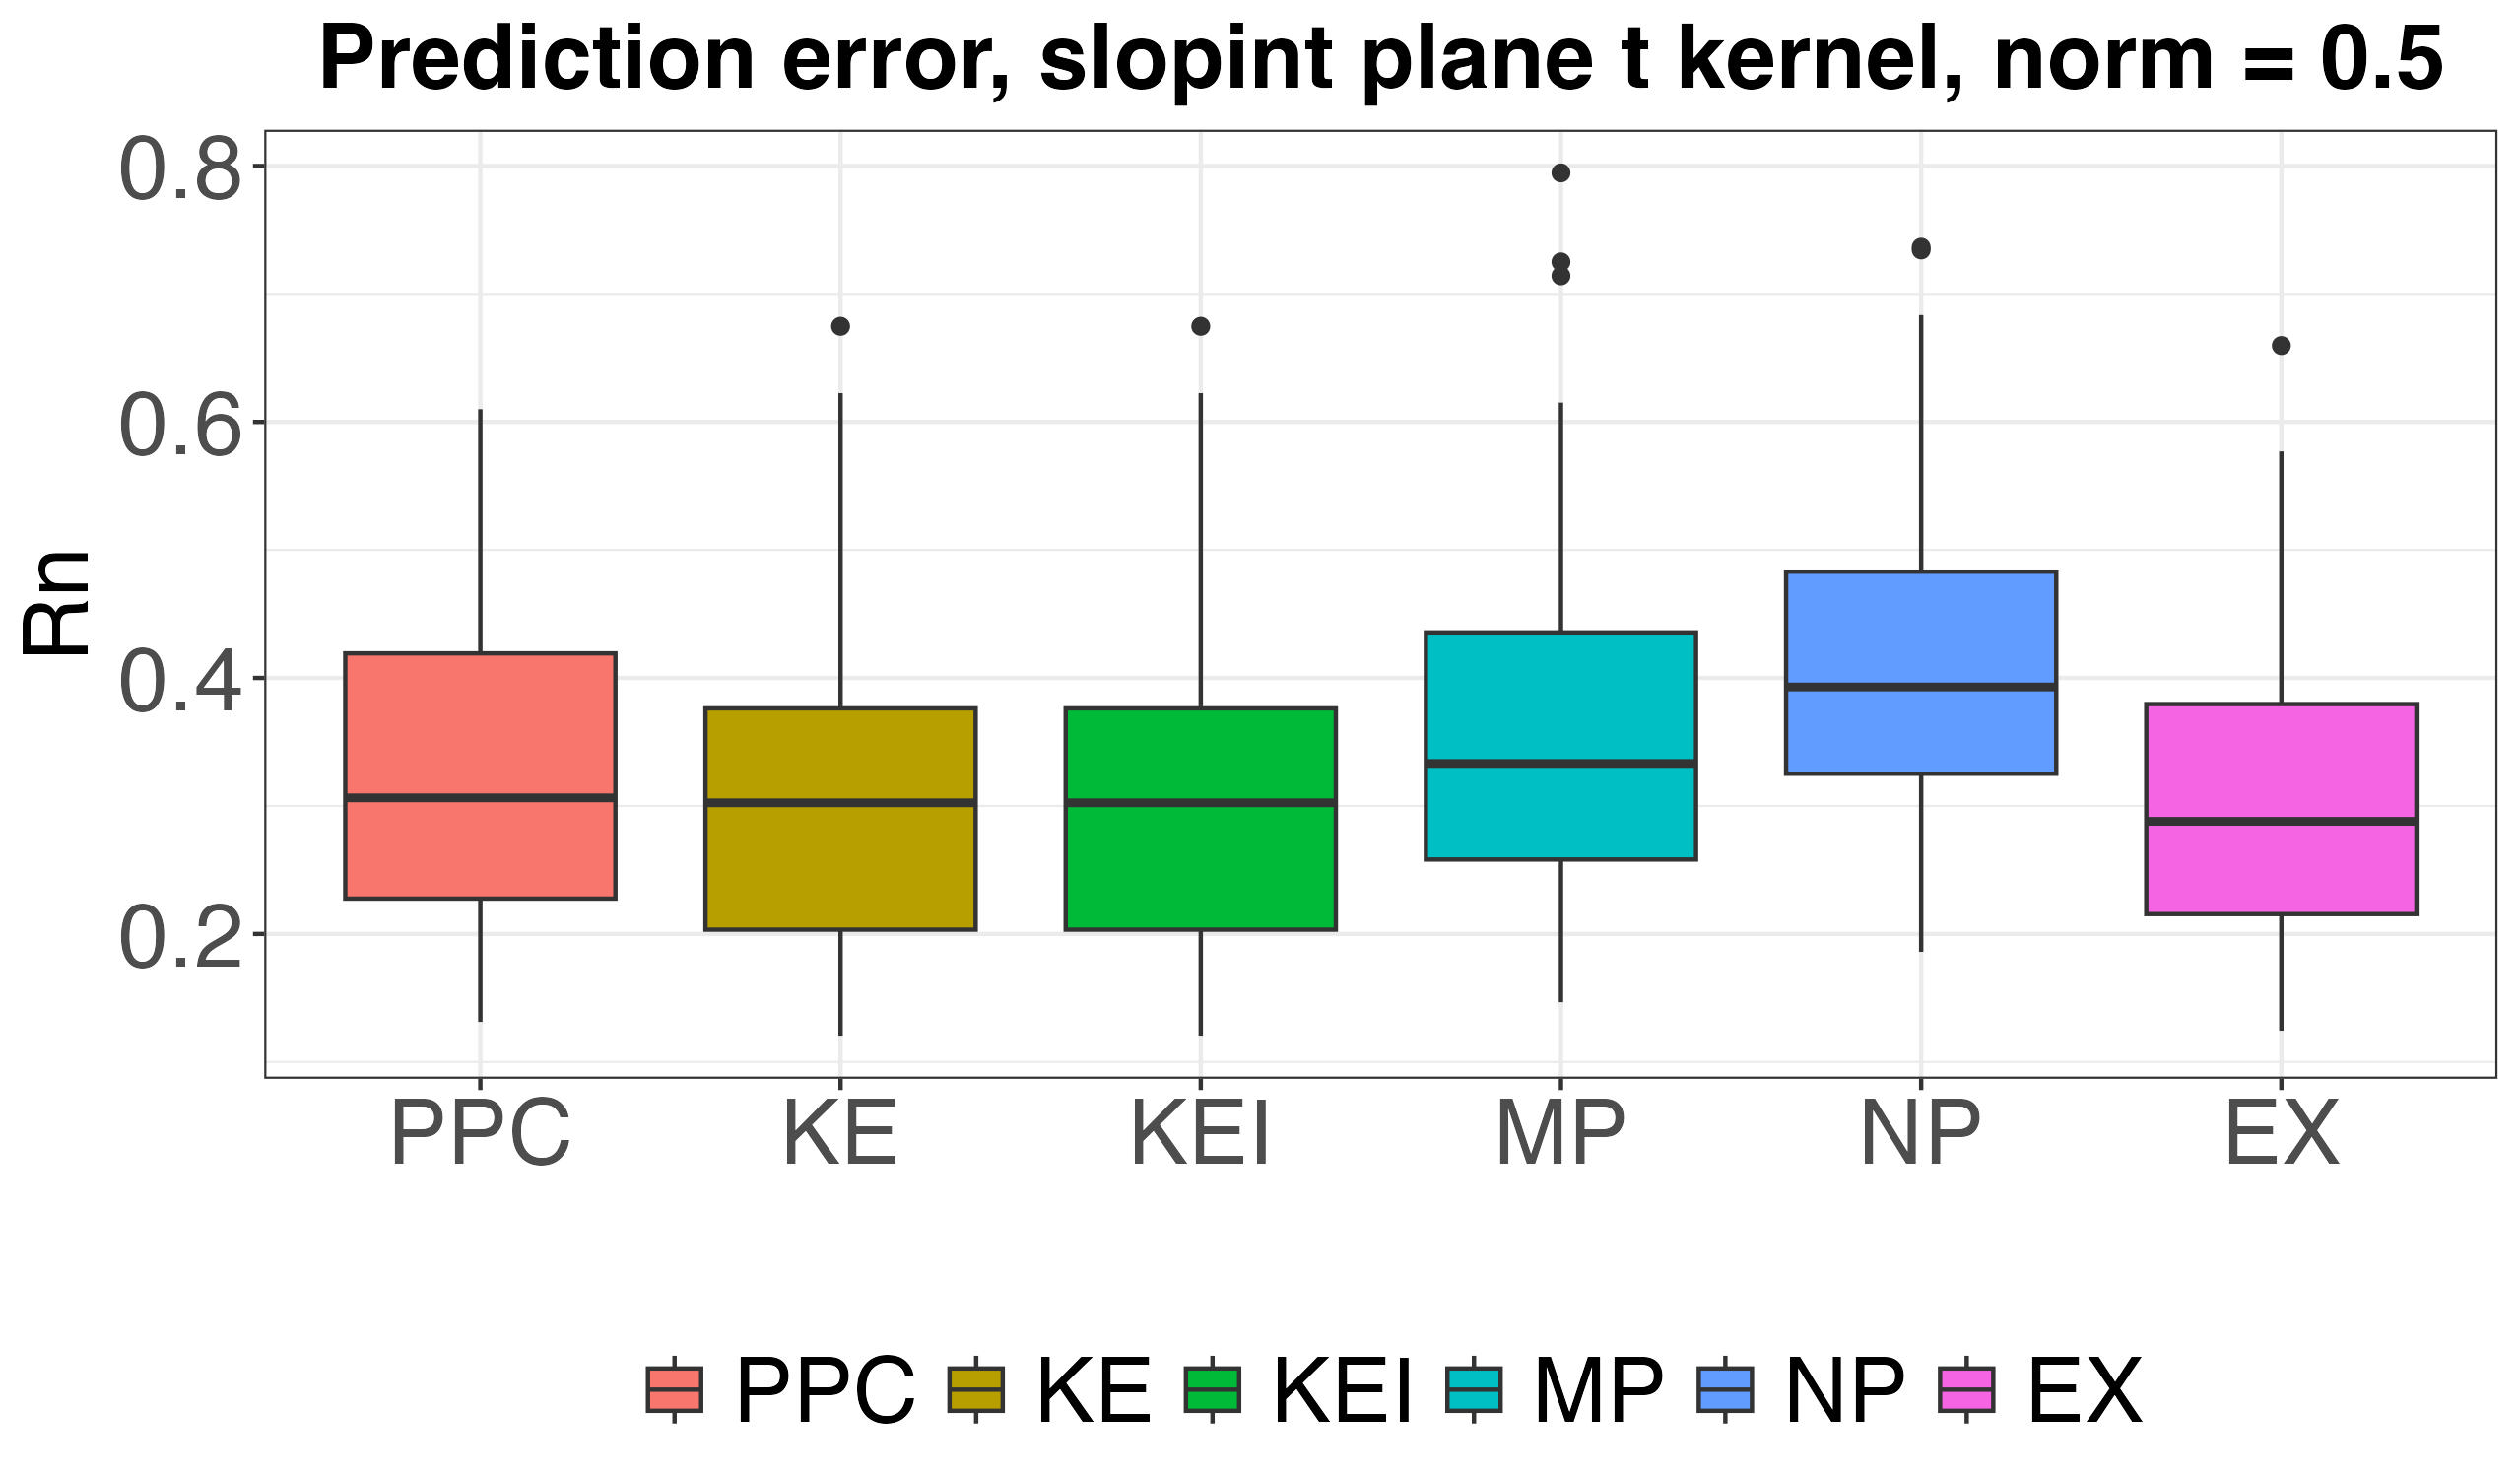 Prediction error, slopint plane t kernel, norm = 0.5
0.8
0.6
0.4
0.2
Rn
PPC KE KEI MP NP EX
PPC KE KEI MP NP EX